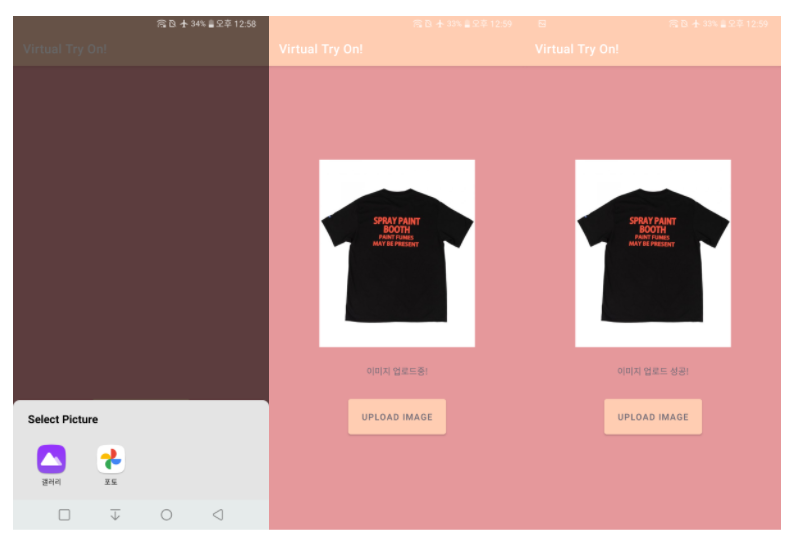 34% 오후 12:58
Virtual Try On!
Select Picture
갤러리
포토
33% 오후 12:59
Virtual Try On!
SPRAY PAINT
BOOTH
PAINT FUMES
MAY BE PRESENT
이미지 업로드중!
UPLOAD IMAGE
33% 오후 12:59
Virtual Try On!
SPRAY PAINT
BOOTH
PAINT FUMES
MAY BE PRESENT
이미지 업로드 성공!
UPLOAD IMAGE